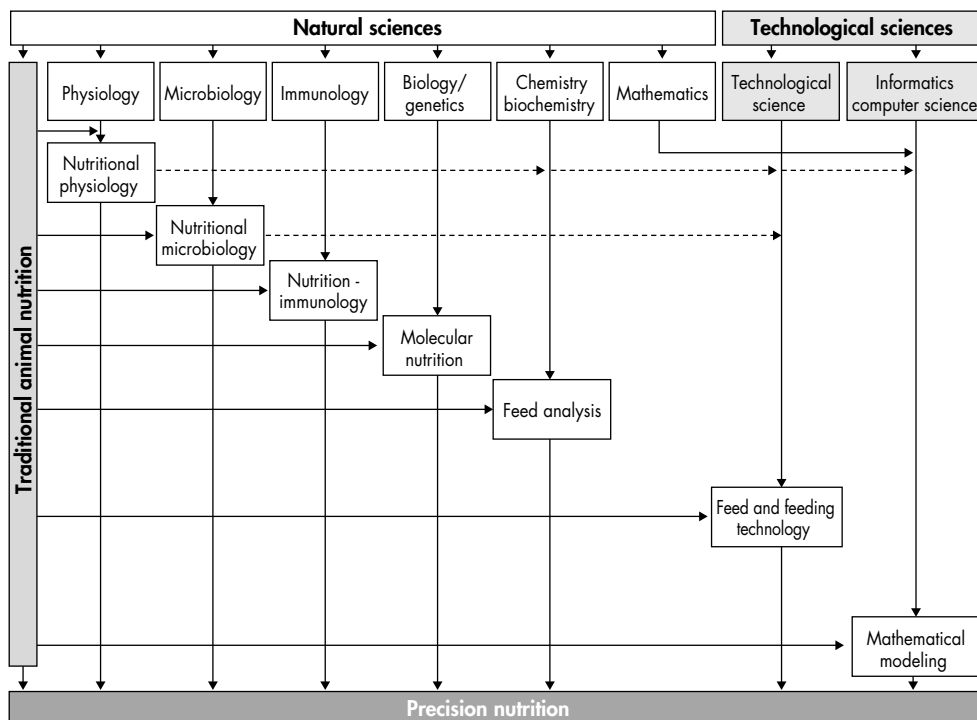 Natural sciences
Technological sciences
Traditional animal nutrition
Physiology
Microbiology
Immunology
Biology/
genetics
Chemistry
biochemistry
Mathematics
Technological
science
Informatics
computer science
Nutritional
physiology
Nutritional
microbiology
Nutrition -
immunology
Molecular
nutrition
Feed analysis
Feed and feeding
technology
Mathematical
modeling
Precision nutrition